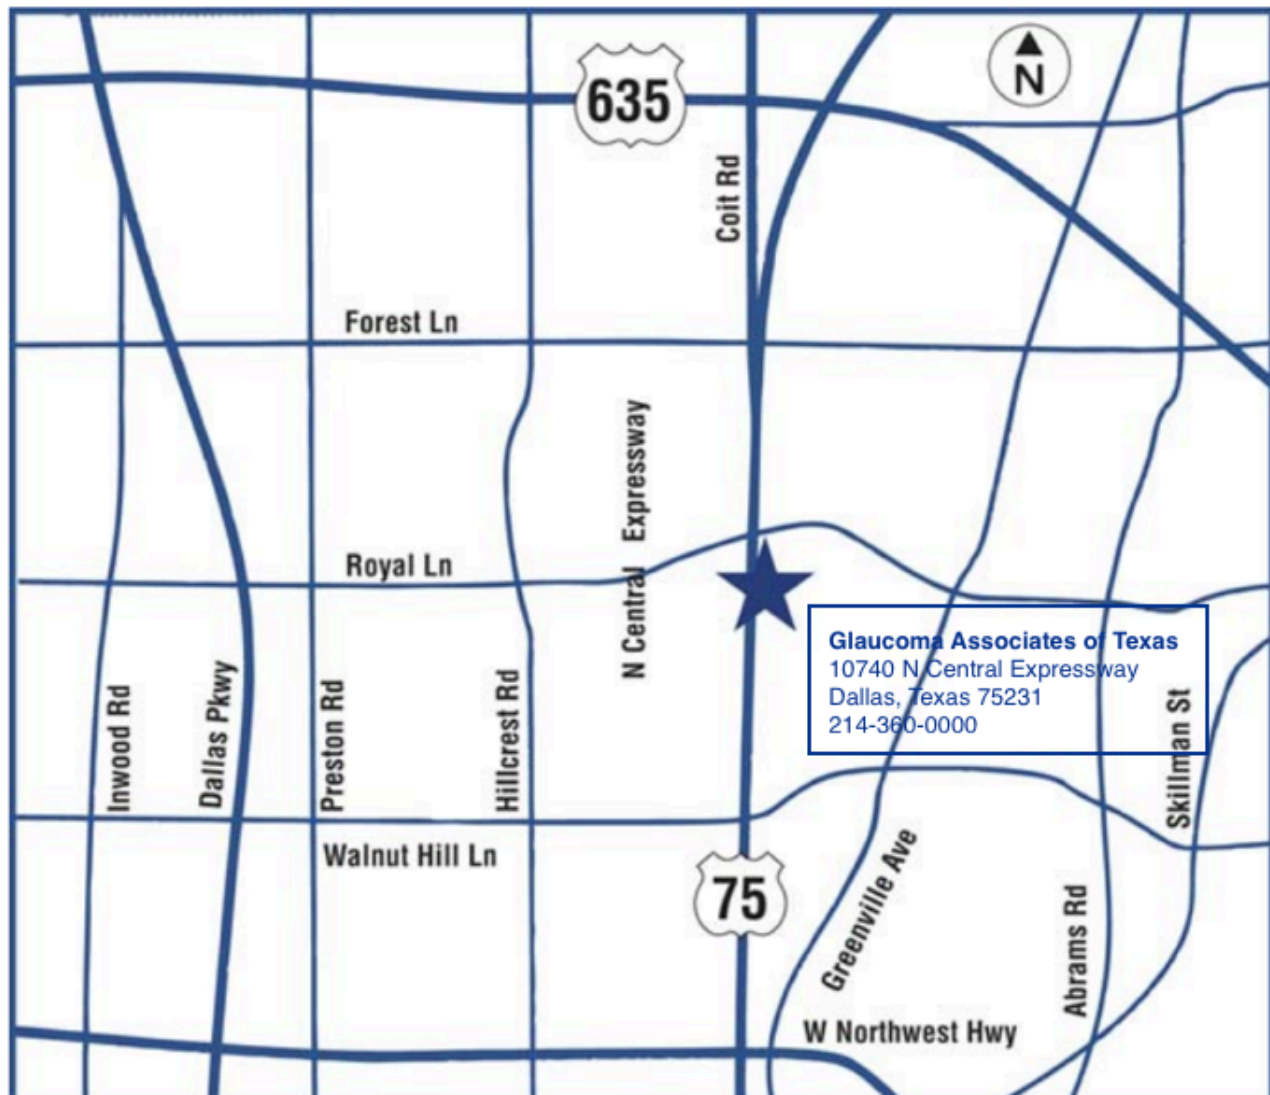 635
N
Coit Rd
Forest Ln
N Central Expressway
Royal Ln
Glaucoma Associates of Texas
10740 N Central Expressway
Dallas, Texas 75231
214-360-0000
Inwood Rd
Dallas Pkwy
Preston Rd
Hillcrest Rd
Skillman St
Walnut Hill Ln
75
Greenville Ave
Abrams Rd
W Northwest Hwy